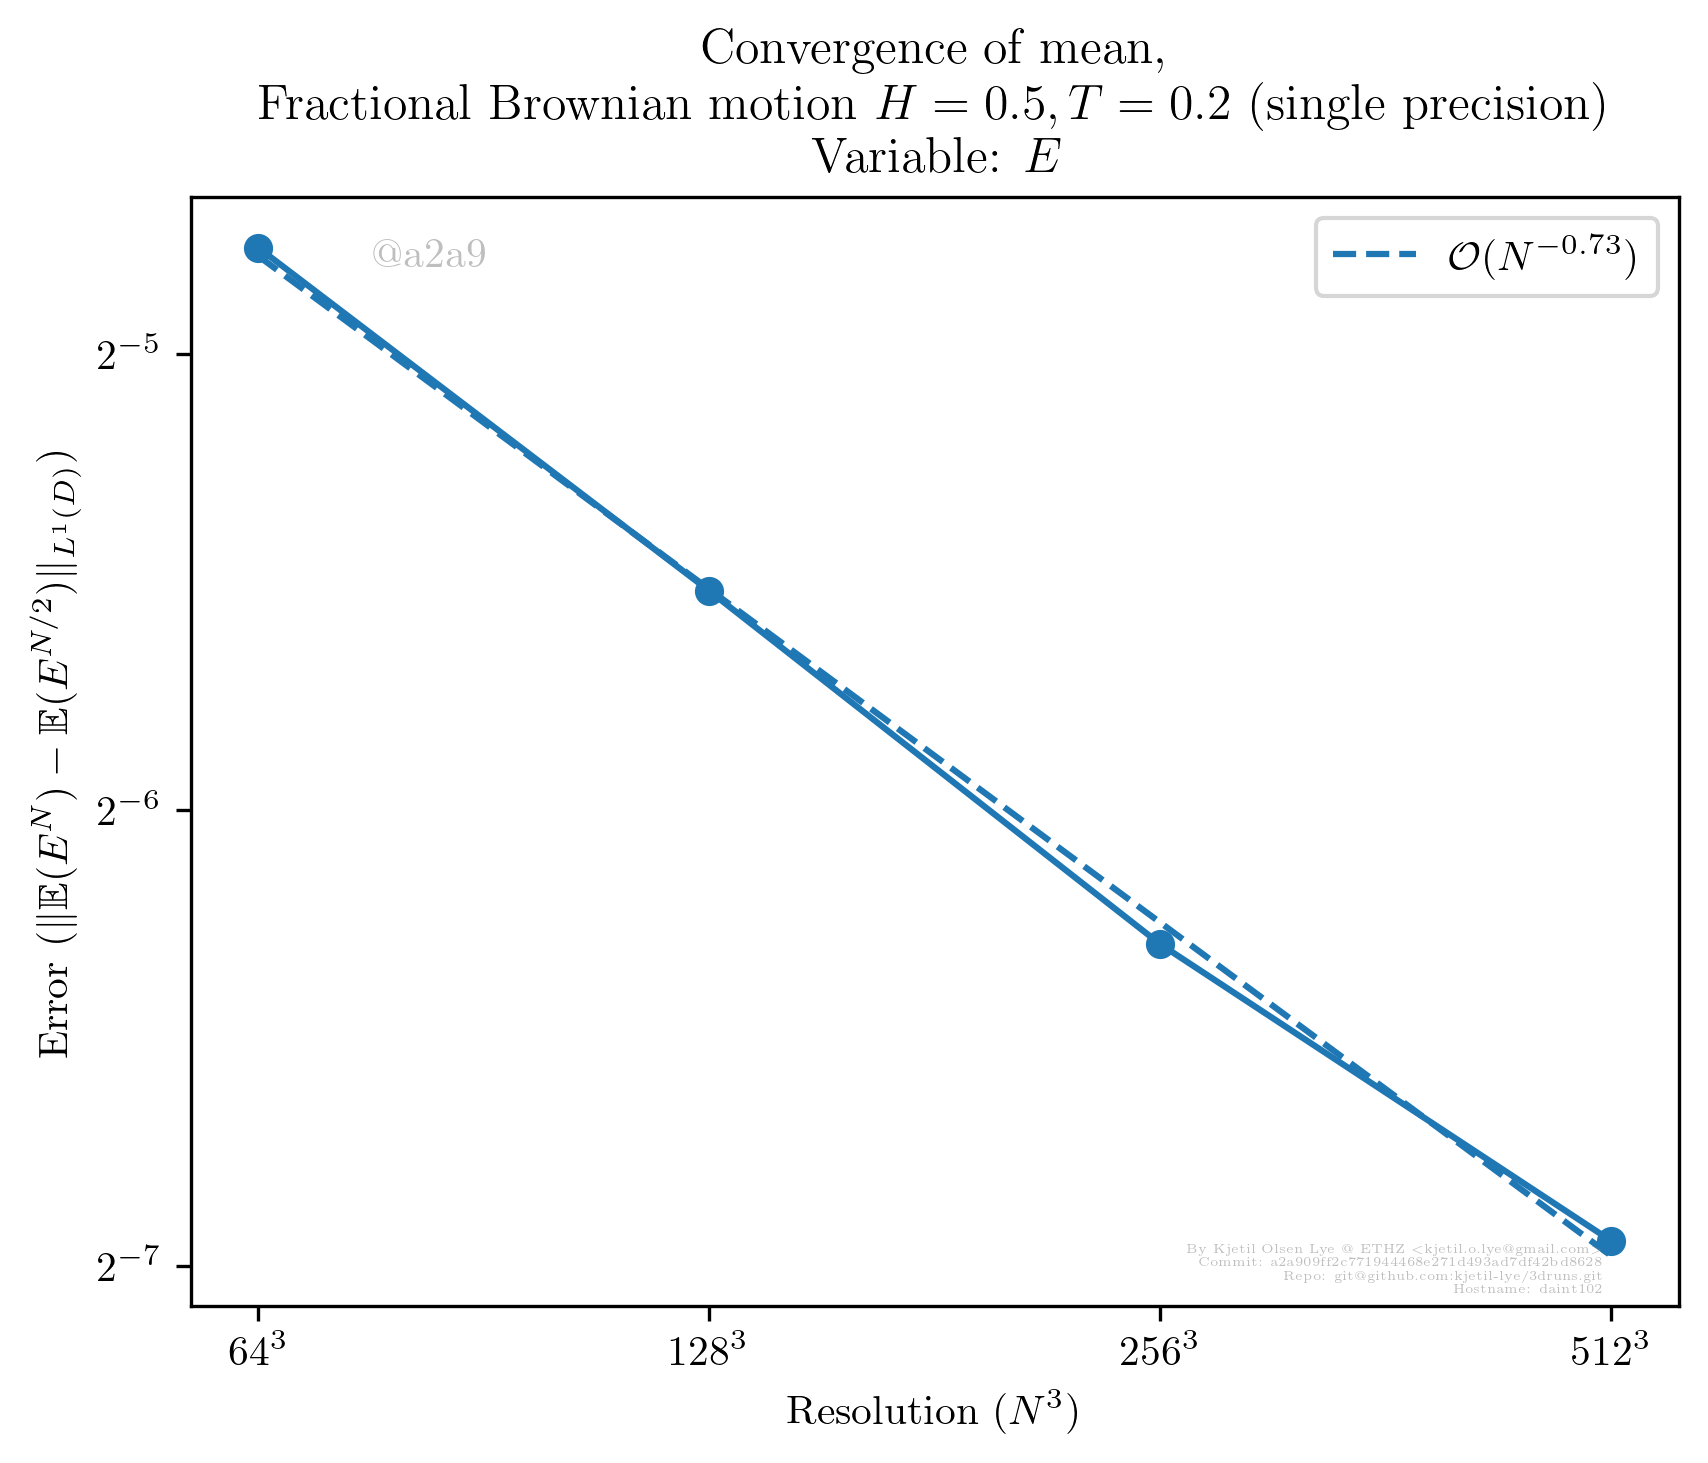 Convergence of mean,
Fractional Brownian motion H = 0.5, T = 0.2 (single precision)
Variable: E
@a2a9
𝒪(N^{-0.73})
2^{-5}
2^{-6}
2^{-7}
Error (‖𝔼(E^N) − 𝔼(E^{N/2})‖_{L^1(D)})
By Kjetil Olsen Lye @ ETHZ <kjetil.o.lye@gmail.com>
Commit: a2a909ff2c771944468e271d493ad7df42bd8628
Repo: git@github.com:kjetil-lye/3druns.git
Hostname: daint102
64^3 128^3 256^3 512^3
Resolution (N^3)